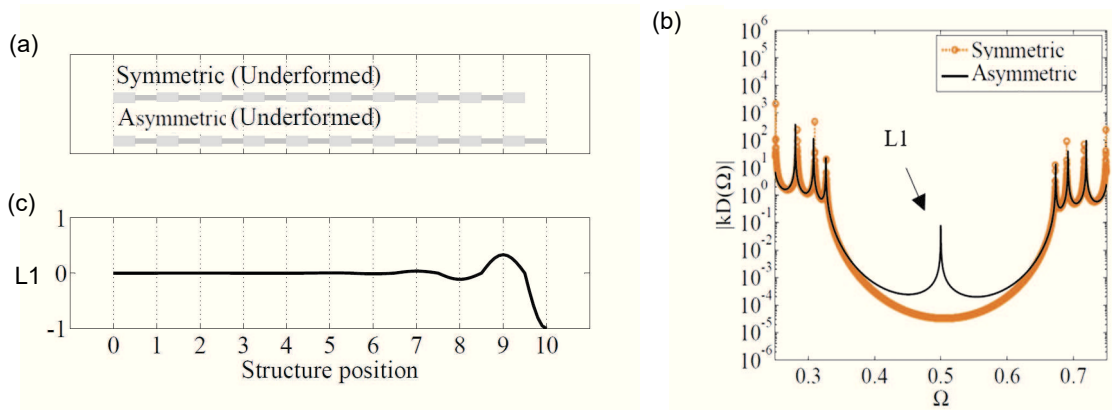 (a)
Symmetric (Underformed)
Asymmetric (Underformed)
(c)
1
L1 0
-1
0 1 2 3 4 5 6 7 8 9 10
Structure position
(b)
10^6
10^5
10^4
10^3
10^2
10^1
10^0
10^-1
10^-2
10^-3
10^-4
10^-5
10^-6
|kD(Ω)|
Symmetric
Asymmetric
L1
0.3 0.4 0.5 0.6 0.7
Ω